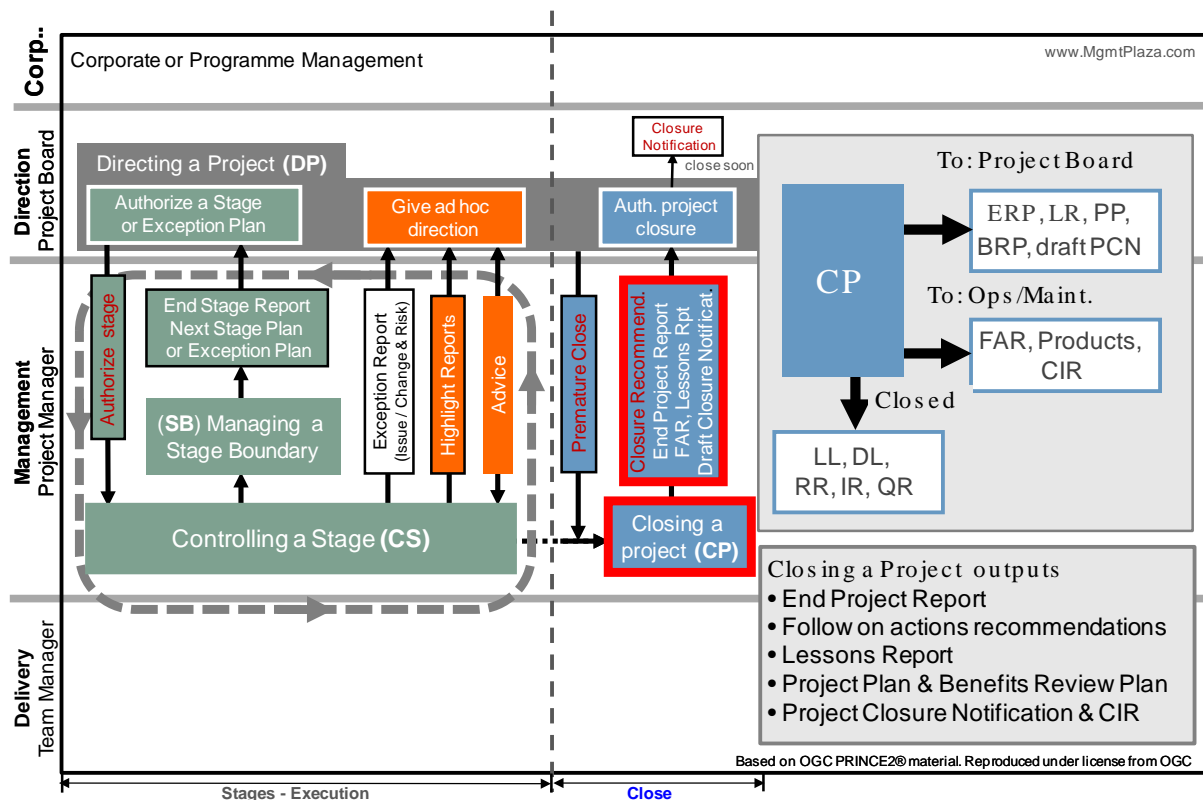 Corp..
Corporate or Programme Management
www.MgmtPlaza.com
Direction
Project Board
Directing a Project (DP)
Authorize a Stage
or Exception Plan
Give ad hoc
direction
Closure
Notification
close soon
Auth. project
closure
Management
Project Manager
Authorize stage
End Stage Report
Next Stage Plan
or Exception Plan
(SB) Managing a
Stage Boundary
Exception Report
(Issue / Change & Risk)
Highlight Reports
Advice
Premature Close
Closure Recommend.
End Project Report
FAR, Lessons Rpt
Draft Closure Notificat.
Controlling a Stage (CS)
Closing a
project (CP)
Delivery
Team Manager
To: Project Board
CP
ERP, LR, PP,
BRP, draft PCN
To: Ops/Maint.
FAR, Products,
CIR
Closed
LL, DL,
RR, IR, QR
Closing a Project outputs
• End Project Report
• Follow on actions recommendations
• Lessons Report
• Project Plan & Benefits Review Plan
• Project Closure Notification & CIR
Based on OGC PRINCE2® material. Reproduced under license from OGC
Stages - Execution
Close